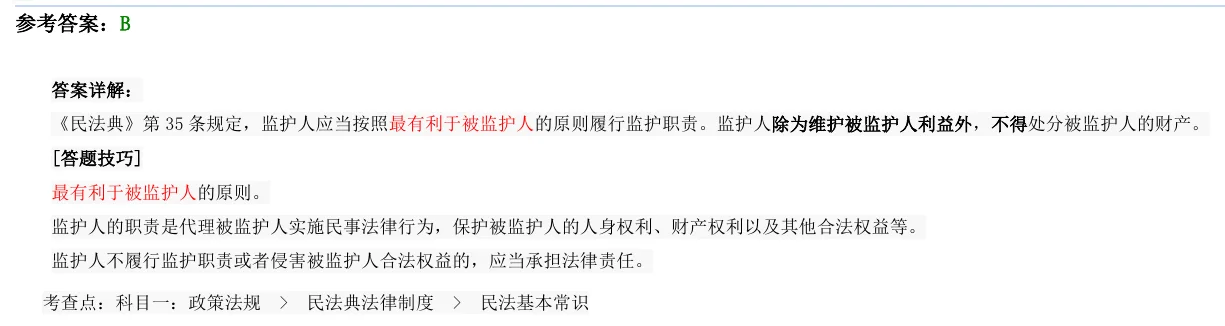 参考答案：B
答案详解：
《民法典》第 35 条规定，监护人应当按照最有利于被监护人的原则履行监护职责。监护人除为维护被监护人利益外，不得处分被监护人的财产。
[答题技巧]
最有利于被监护人的原则。
监护人的职责是代理被监护人实施民事法律行为，保护被监护人的人身权利、财产权利以及其他合法权益等。
监护人不履行监护职责或者侵害被监护人合法权益的，应当承担法律责任。
考查点：科目一：政策法规 > 民法典法律制度 > 民法基本常识